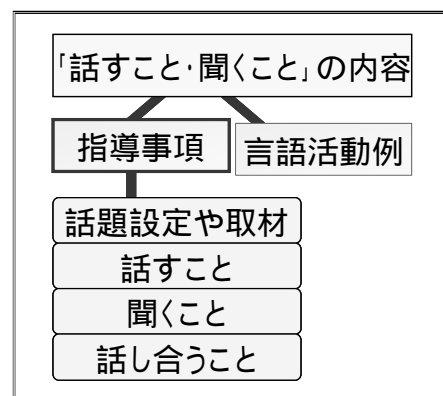 「話すこと・聞くこと」の内容
指導事項
言語活動例
話題設定や取材
話すこと
聞くこと
話し合うこと